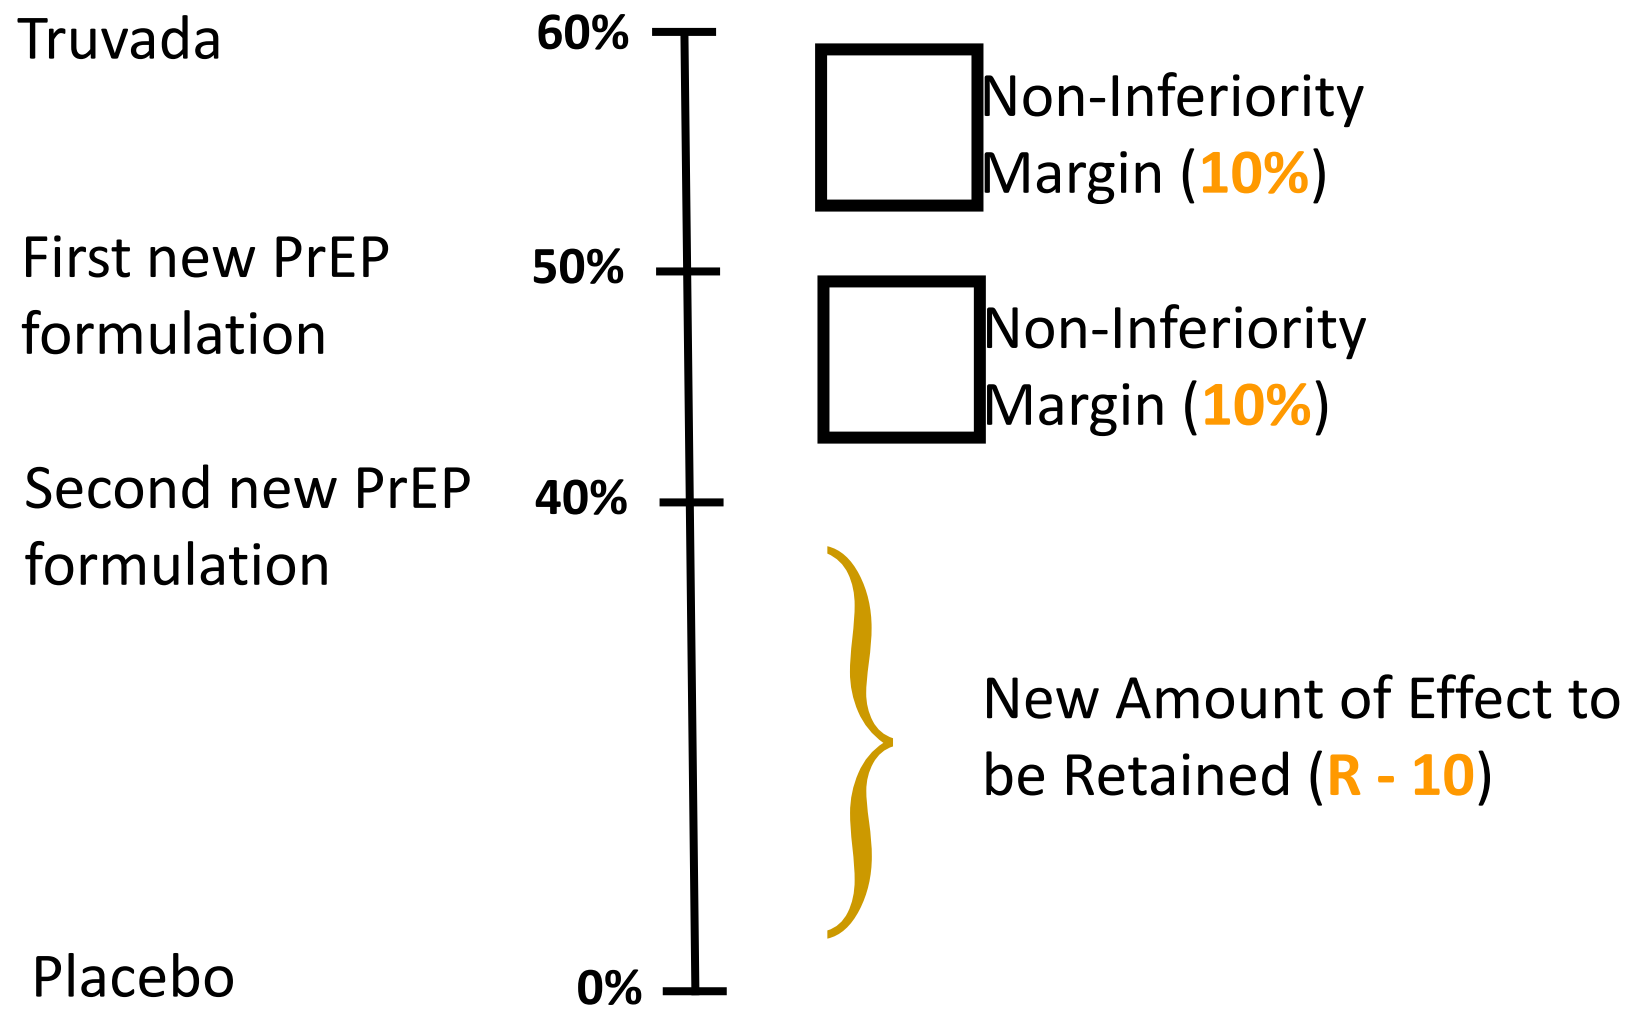 Truvada
60%
Non-Inferiority
Margin (10%)
First new PrEP
formulation
50%
Non-Inferiority
Margin (10%)
Second new PrEP
formulation
40%
New Amount of Effect to
be Retained (R - 10)
Placebo
0%